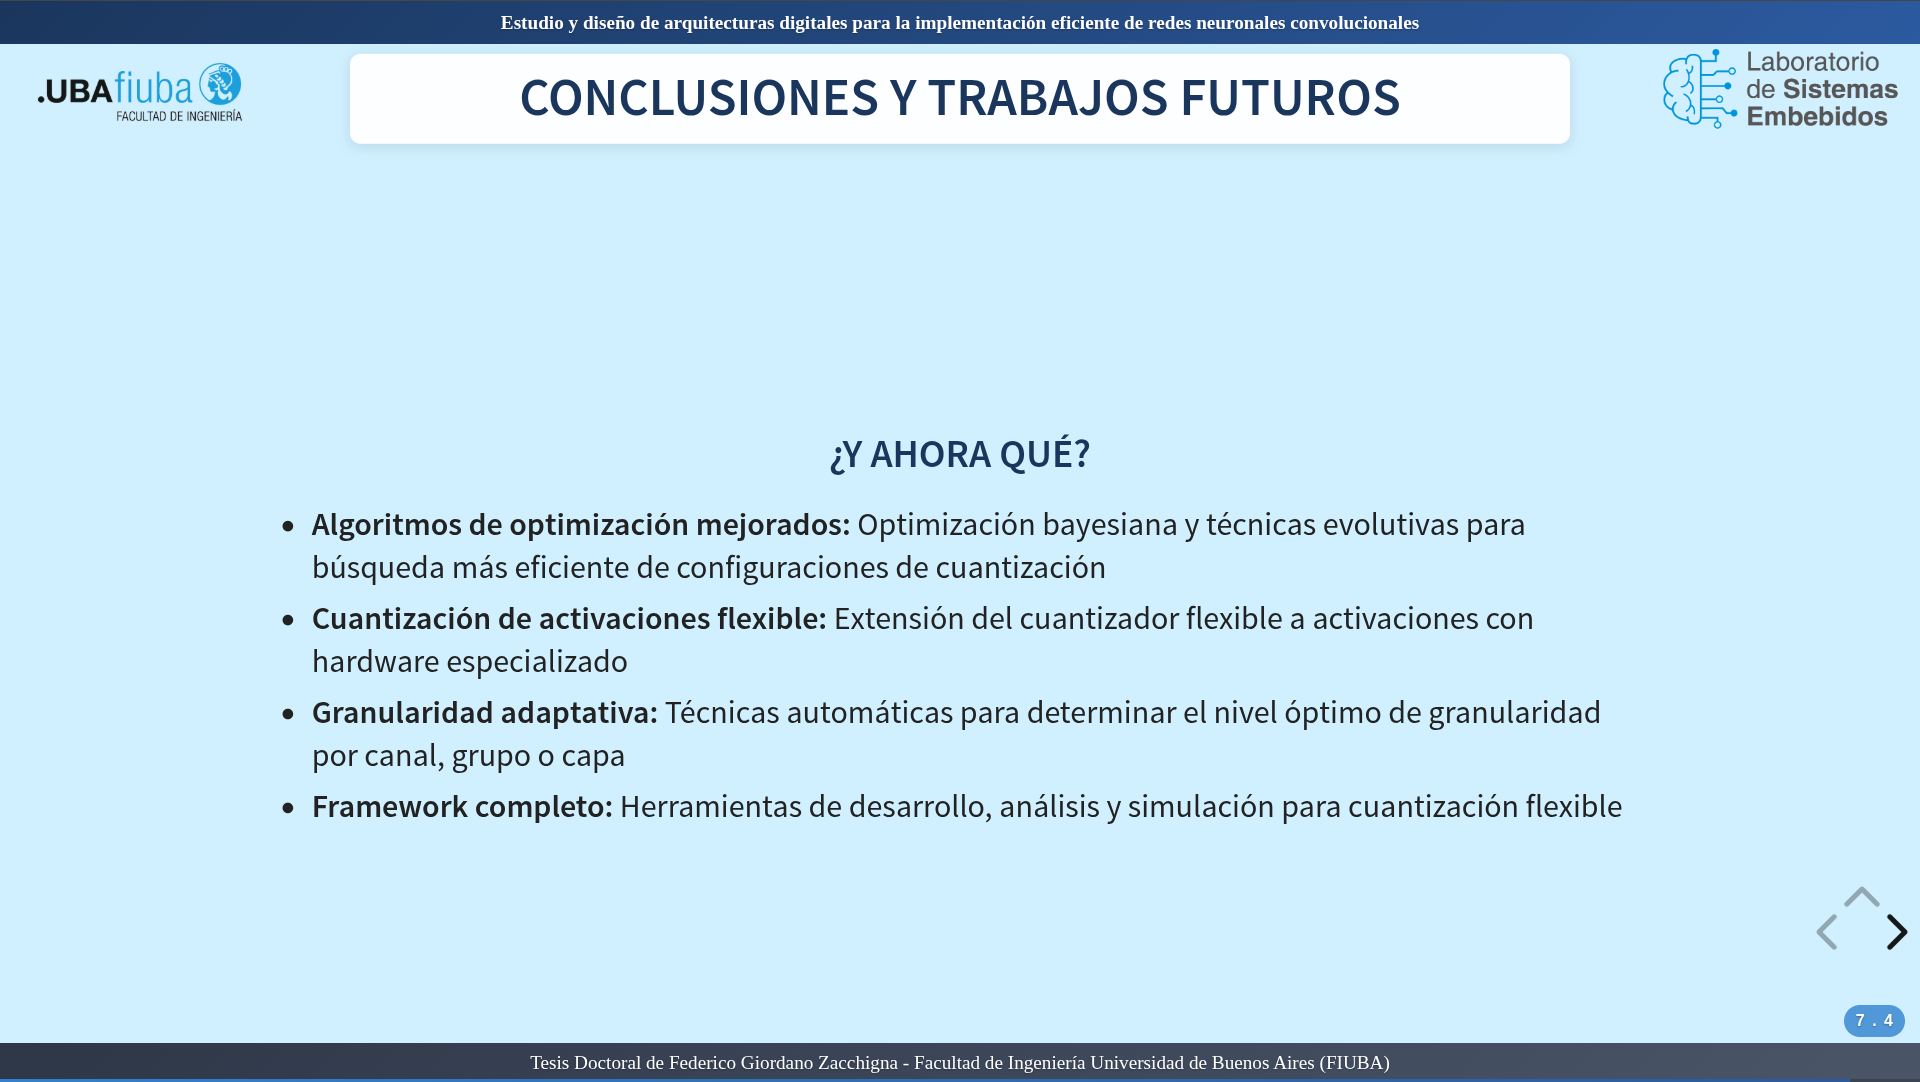 Estudio y diseño de arquitecturas digitales para la implementación eficiente de redes neuronales convolucionales
.UBAfiuba
FACULTAD DE INGENIERÍA
CONCLUSIONES Y TRABAJOS FUTUROS
Laboratorio
de Sistemas
Embebidos
¿Y AHORA QUÉ?
• Algoritmos de optimización mejorados: Optimización bayesiana y técnicas evolutivas para
búsqueda más eficiente de configuraciones de cuantización
• Cuantización de activaciones flexible: Extensión del cuantizador flexible a activaciones con
hardware especializado
• Granularidad adaptativa: Técnicas automáticas para determinar el nivel óptimo de granularidad
por canal, grupo o capa
• Framework completo: Herramientas de desarrollo, análisis y simulación para cuantización flexible
7 . 4
Tesis Doctoral de Federico Giordano Zacchigna - Facultad de Ingeniería Universidad de Buenos Aires (FIUBA)